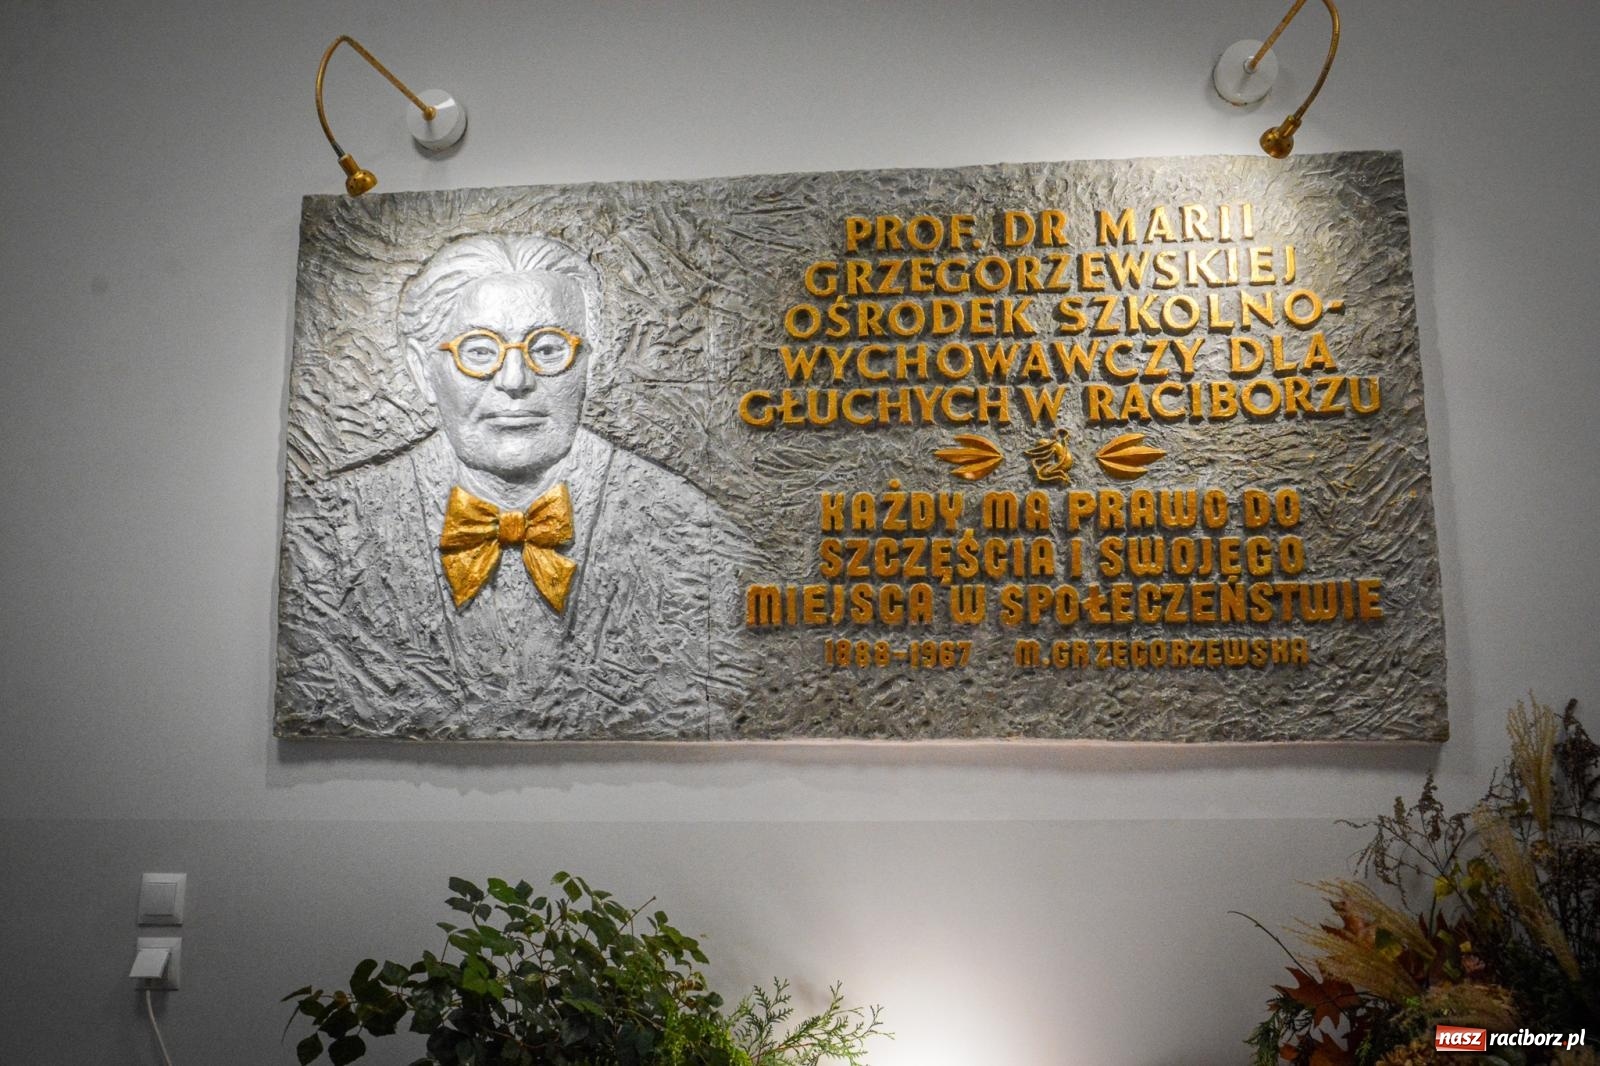 PROF. DR MARII
GRZEGORZEWSKIEJ
OŚRODEK SZKOLNO-
WYCHOWAWCZY DLA
GŁUCHYCH W RACIBORZU
KAŻDY MA PRAWO DO
SZCZĘŚCIA I SWOJĘGO
MIEJSCA W SPOŁECZEŃSTWIE
1888-1967 M.GRZEGORZEWSKA
nasz raciborz.pl